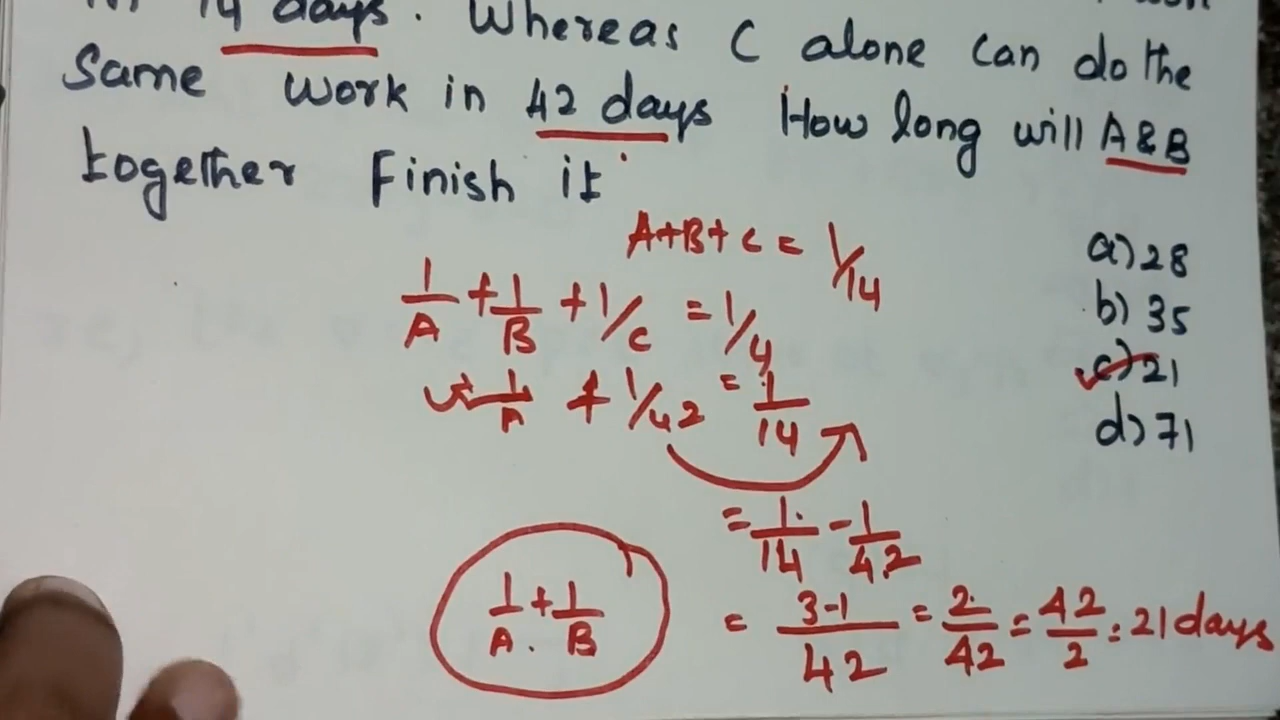 14 days. Whereas C alone can do the
Same work in 42 days How long will A & B
together Finish it
A+B+C = 1/14
1/A + 1/B + 1/C = 1/4
1/A + 1/42 = 1/14
= 1/14 - 1/42
1/A . + 1/B
= 3-1/42 = 2/42 = 42/2 = 21 days
a) 28
b) 35
c) 21
d) 71